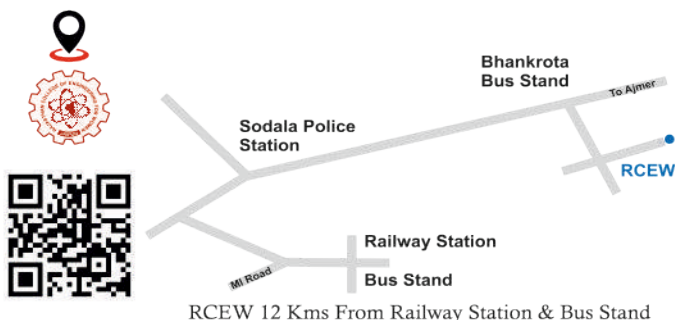 Bhankrota
Bus Stand
To Ajmer
Sodala Police
Station
RCEW
Railway Station
MI Road
Bus Stand
RCEW 12 Kms From Railway Station & Bus Stand